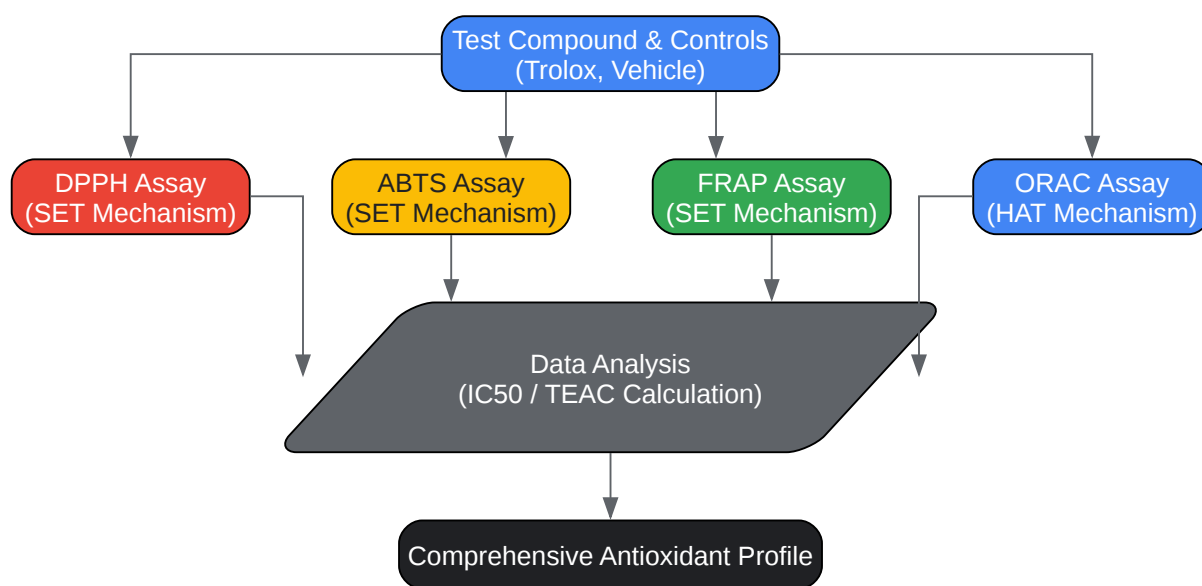 Test Compound & Controls
(Trolox, Vehicle)
DPPH Assay
(SET Mechanism)
ABTS Assay
(SET Mechanism)
FRAP Assay
(SET Mechanism)
ORAC Assay
(HAT Mechanism)
Data Analysis
(IC50 / TEAC Calculation)
Comprehensive Antioxidant Profile